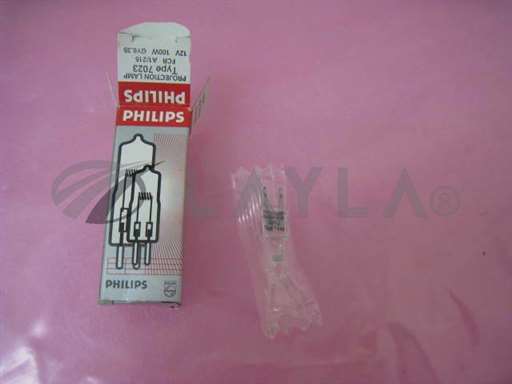 12V 100W GY6.35
FCR A1/215
Type 7023
PROJECTION LAMP
PHILIPS
PHILIPS
LAYLA®
PHILIPS